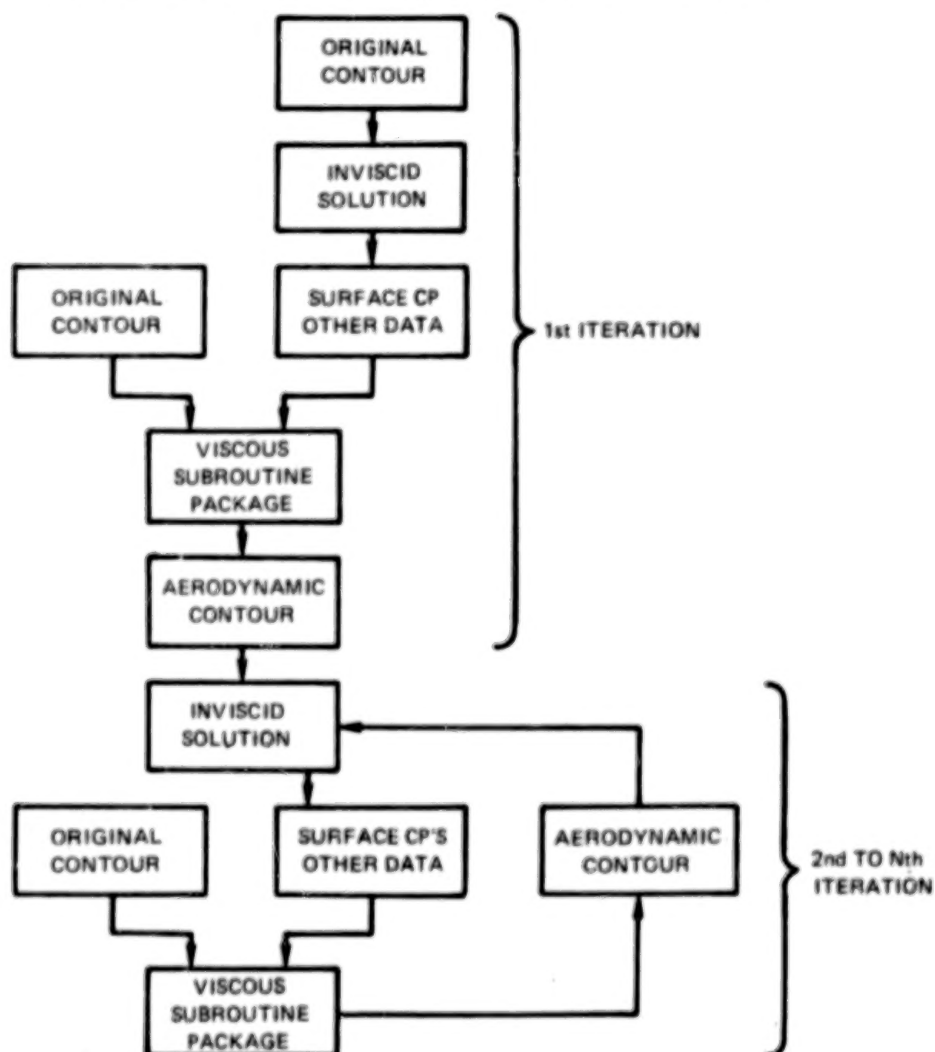 ORIGINAL
CONTOUR
INVISCID
SOLUTION
ORIGINAL
CONTOUR
SURFACE CP
OTHER DATA
1st ITERATION
VISCOUS
SUBROUTINE
PACKAGE
AERODYNAMIC
CONTOUR
INVISCID
SOLUTION
ORIGINAL
CONTOUR
SURFACE CP'S
OTHER DATA
AERODYNAMIC
CONTOUR
2nd TO Nth
ITERATION
VISCOUS
SUBROUTINE
PACKAGE